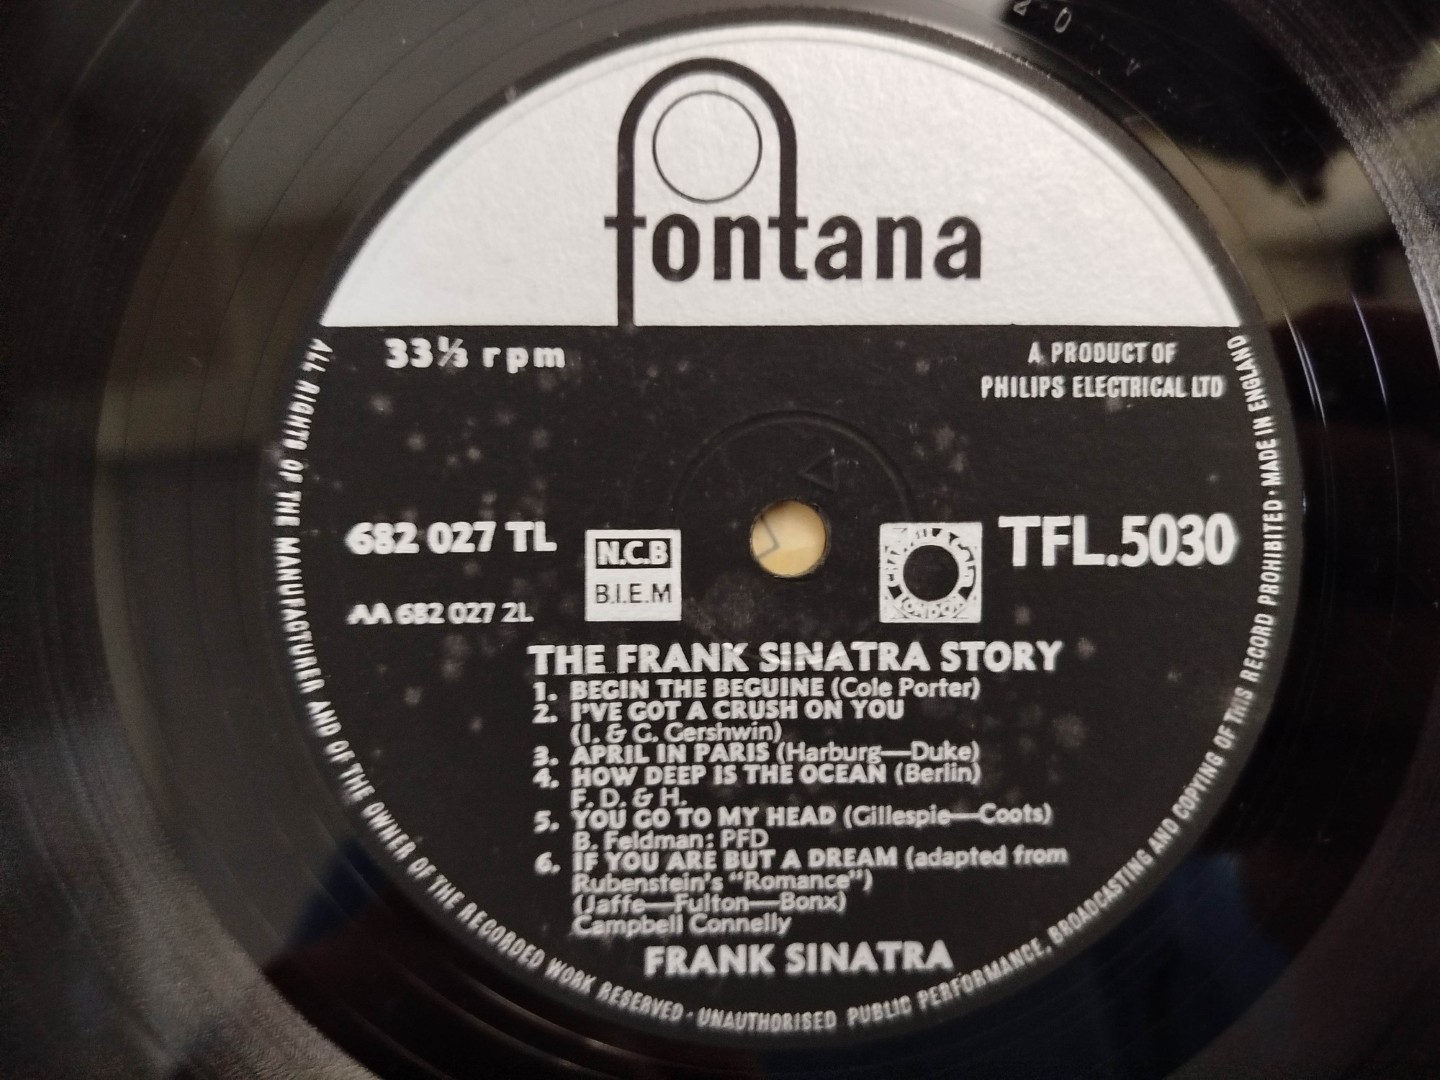 fontana
33⅓ rpm
A PRODUCT OF
PHILIPS ELECTRICAL LTD
682 027 TL
N.C.B
B.I.E.M
CHAPPELL & CO LTD
LONDON
TFL.5030
AA 682 027 2L
THE FRANK SINATRA STORY
1. BEGIN THE BEGUINE (Cole Porter)
2. I'VE GOT A CRUSH ON YOU
(I. & G. Gershwin)
3. APRIL IN PARIS (Harburg—Duke)
4. HOW DEEP IS THE OCEAN (Berlin)
F. D. & H.
5. YOU GO TO MY HEAD (Gillespie—Coots)
B. Feldman: PFD
6. IF YOU ARE BUT A DREAM (adapted from
Rubenstein's "Romance")
(Jaffe—Fulton—Bonx)
Campbell Connelly
FRANK SINATRA
ALL RIGHTS OF THE MANUFACTURER AND OF THE OWNER OF THE RECORDED WORK RESERVED · UNAUTHORISED PUBLIC PERFORMANCE, BROADCASTING AND COPYING OF THIS RECORD PROHIBITED · MADE IN ENGLAND